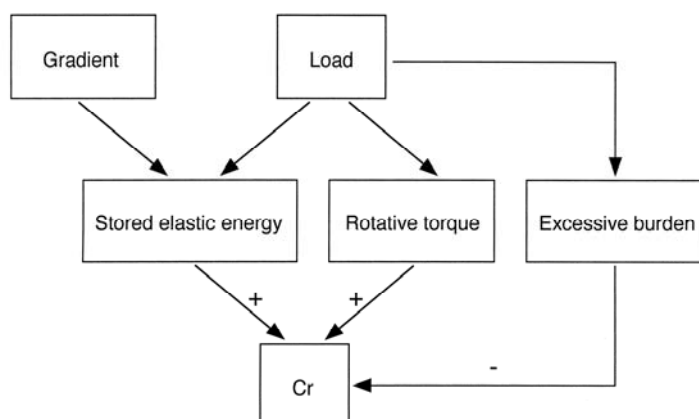 Gradient
Load
Stored elastic energy
Rotative torque
Excessive burden
+
+
-
Cr